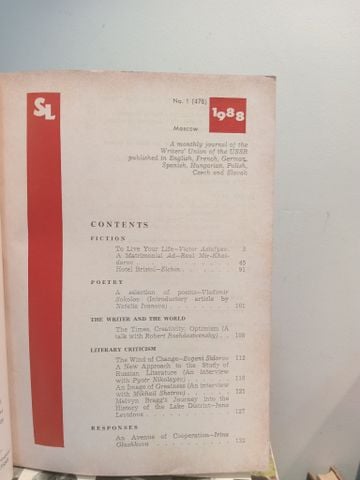 SL
No. 1 (478)
1988
Moscow
A monthly journal of the
Writers' Union of the USSR
published in English, French, German,
Spanish, Hungarian, Polish,
Czech and Slovak
CONTENTS
FICTION
To Live Your Life—Victor Astafyev. 3
A Matrimonial Ad—Raul Mir-Khai-
darov 45
Hotel Bristol—Elchin 91
POETRY
A selection of poems—Vladimir
Sokolov (Introductory article by
Natalia Ivanova) 101
THE WRITER AND THE WORLD
The Times, Creativity, Optimism (A
talk with Robert Rozhdestvensky) 106
LITERARY CRITICISM
The Wind of Change—Evgeni Sidorov 112
A New Approach to the Study of
Russian Literature (An interview
with Pyotr Nikolayev) 118
An Image of Greatness (An interview
with Mikhail Shatrov) 121
Melvyn Bragg's Journey into the
History of the Lake District—Inna
Levidova 127
RESPONSES
An Avenue of Cooperation—Irina
Glushkova 132